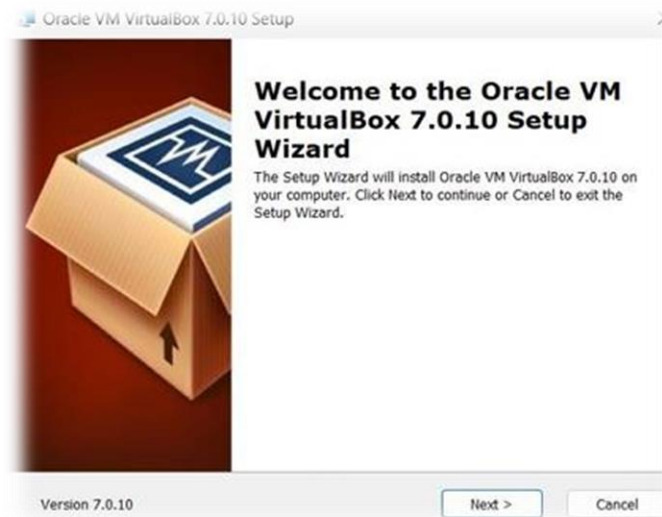 Oracle VM VirtualBox 7.0.10 Setup
Welcome to the Oracle VM
VirtualBox 7.0.10 Setup
Wizard
The Setup Wizard will install Oracle VM VirtualBox 7.0.10 on
your computer. Click Next to continue or Cancel to exit the
Setup Wizard.
Version 7.0.10
Next >
Cancel